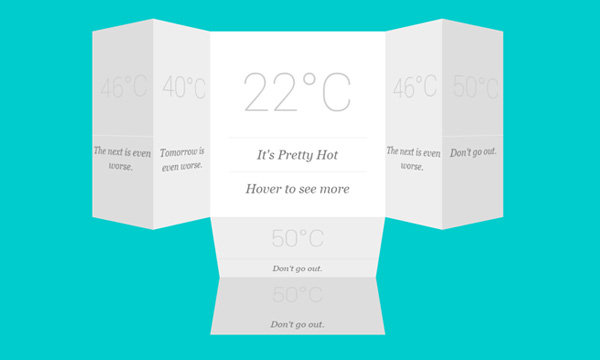 46°C
The next is even
worse.
40°C
Tomorrow is
even worse.
22°C
It's Pretty Hot
Hover to see more
46°C
The next is even
worse.
50°C
Don't go out.
50°C
Don't go out.
50°C
Don't go out.